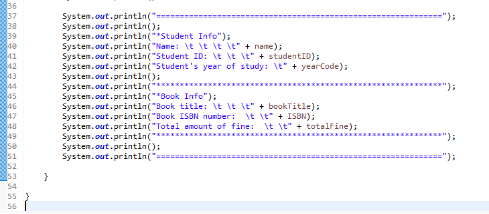 36
37 System.out.println("================================================================");
38 System.out.println();
39 System.out.println("*Student Info");
40 System.out.println("Name: \t \t \t \t" + name);
41 System.out.println("Student ID: \t \t \t" + studentID);
42 System.out.println("Student's year of study: \t" + yearCode);
43 System.out.println();
44 System.out.println("****************************************************************");
45 System.out.println("*Book Info");
46 System.out.println("Book title: \t \t \t" + bookTitle);
47 System.out.println("Book ISBN number:  \t \t" + ISBN);
48 System.out.println("Total amount of fine:  \t \t" + totalFine);
49 System.out.println("****************************************************************");
50 System.out.println();
51 System.out.println("================================================================");
52
53 }
54
55 }
56